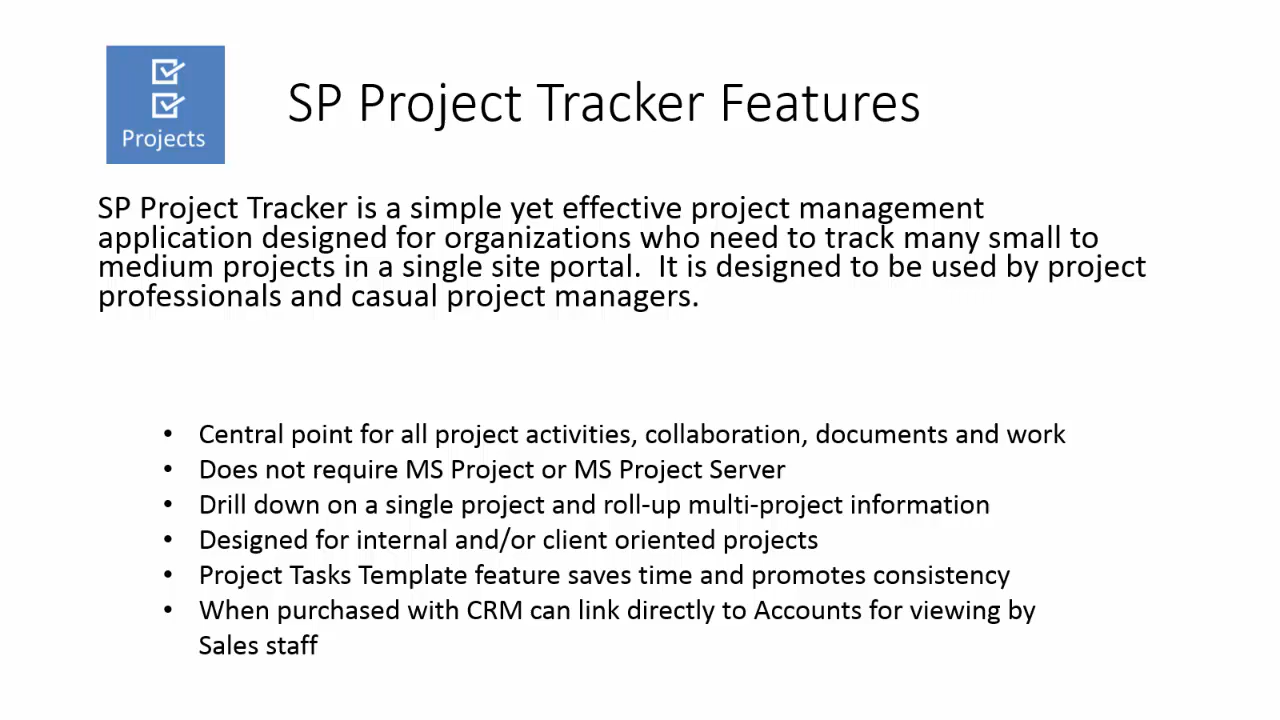 Projects
SP Project Tracker Features
SP Project Tracker is a simple yet effective project management
application designed for organizations who need to track many small to
medium projects in a single site portal.  It is designed to be used by project
professionals and casual project managers.
• Central point for all project activities, collaboration, documents and work
• Does not require MS Project or MS Project Server
• Drill down on a single project and roll-up multi-project information
• Designed for internal and/or client oriented projects
• Project Tasks Template feature saves time and promotes consistency
• When purchased with CRM can link directly to Accounts for viewing by
Sales staff